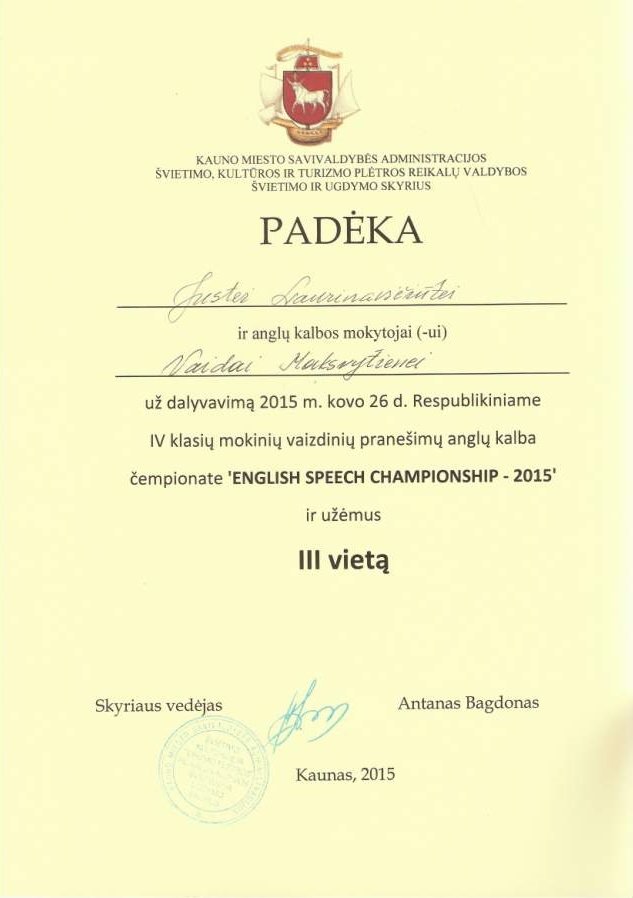 KAUNO MIESTO SAVIVALDYBĖS ADMINISTRACIJOS
ŠVIETIMO, KULTŪROS IR TURIZMO PLĖTROS REIKALŲ VALDYBOS
ŠVIETIMO IR UGDYMO SKYRIUS
PADĖKA
Justei Laurinavičiūtei
ir anglų kalbos mokytojai (-ui)
Vaidai Maksvytienei
už dalyvavimą 2015 m. kovo 26 d. Respublikiniame
IV klasių mokinių vaizdinių pranešimų anglų kalba
čempionate 'ENGLISH SPEECH CHAMPIONSHIP - 2015'
ir užėmus
III vietą
Skyriaus vedėjas
Antanas Bagdonas
Kaunas, 2015